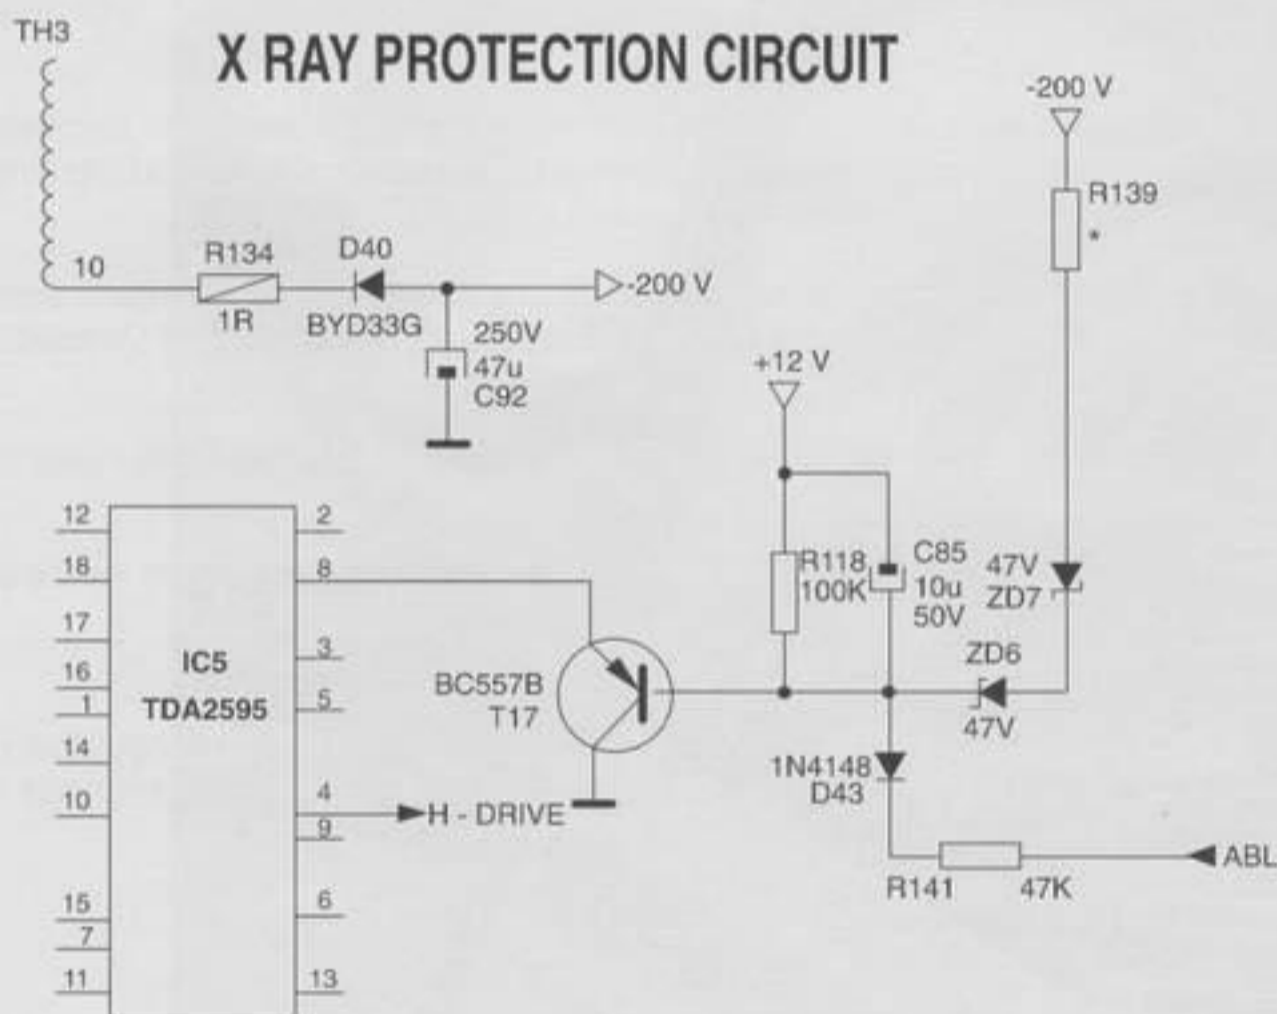 TH3
X RAY PROTECTION CIRCUIT
-200 V
R139
*
10
R134
1R
D40
BYD33G
-200 V
250V
47u
C92
+12 V
R118
100K
C85
10u
50V
47V
ZD7
ZD6
47V
12
18
17
16
1
14
10
15
7
11
IC5
TDA2595
2
8
3
5
4
9
6
13
BC557B
T17
H - DRIVE
1N4148
D43
R141
47K
ABL